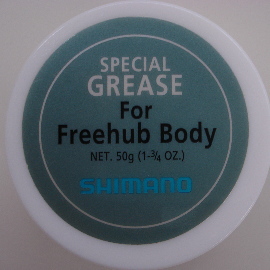 SPECIAL
GREASE
For
Freehub Body
NET. 50g (1-¾ OZ.)
SHIMANO